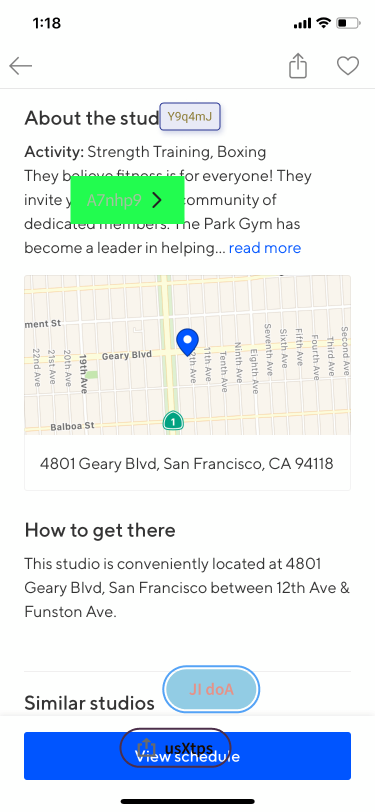 1:18
About the stud Y9q4mJ
Activity: Strength Training, Boxing
They believe fitness is for everyone! They
invite A7nhp9 community of
dedicated members. The Park Gym has
become a leader in helping... read more
ment St
Geary Blvd
Balboa St
22nd Ave
21st Ave
20th Ave
19th Ave
12th Ave
11th Ave
Tenth Ave
Ninth Ave
Eighth Ave
Seventh Ave
Sixth Ave
Fifth Ave
Fourth Ave
Third Ave
Second Ave
1
4801 Geary Blvd, San Francisco, CA 94118
How to get there
This studio is conveniently located at 4801
Geary Blvd, San Francisco between 12th Ave &
Funston Ave.
JI doA
Similar studios
usXtps
View schedule